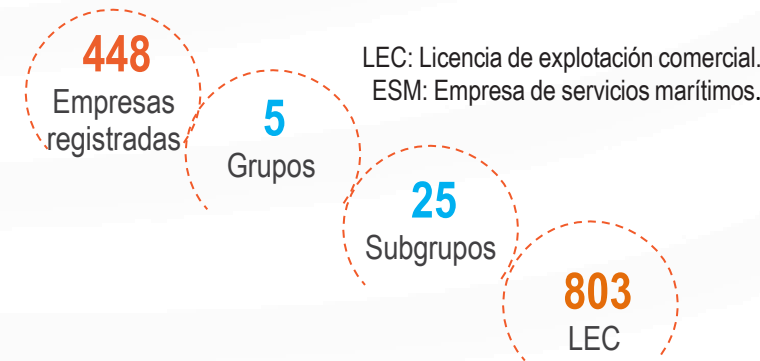 448
Empresas
registradas
LEC: Licencia de explotación comercial.
ESM: Empresa de servicios marítimos.
5
Grupos
25
Subgrupos
803
LEC